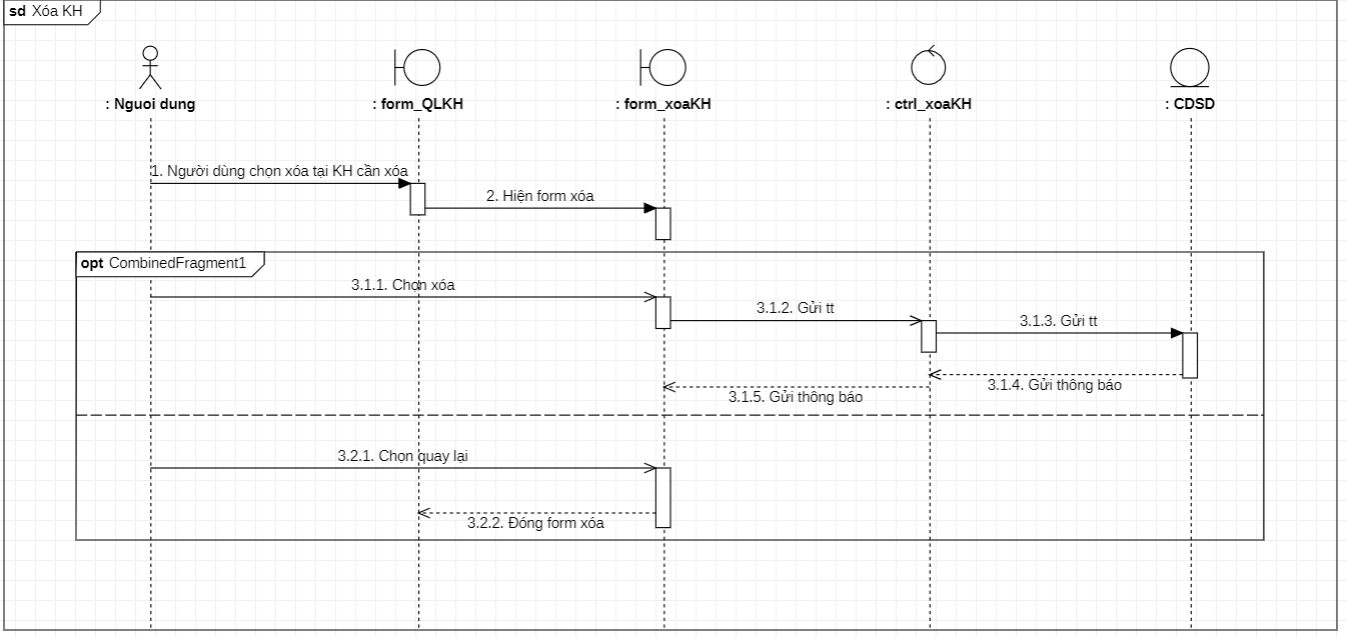 sd Xóa KH
: Nguoi dung
: form_QLKH
: form_xoaKH
: ctrl_xoaKH
: CDSD
1. Người dùng chọn xóa tại KH cần xóa
2. Hiện form xóa
opt CombinedFragment1
3.1.1. Chọn xóa
3.1.2. Gửi tt
3.1.3. Gửi tt
3.1.4. Gửi thông báo
3.1.5. Gửi thông báo
3.2.1. Chọn quay lại
3.2.2. Đóng form xóa